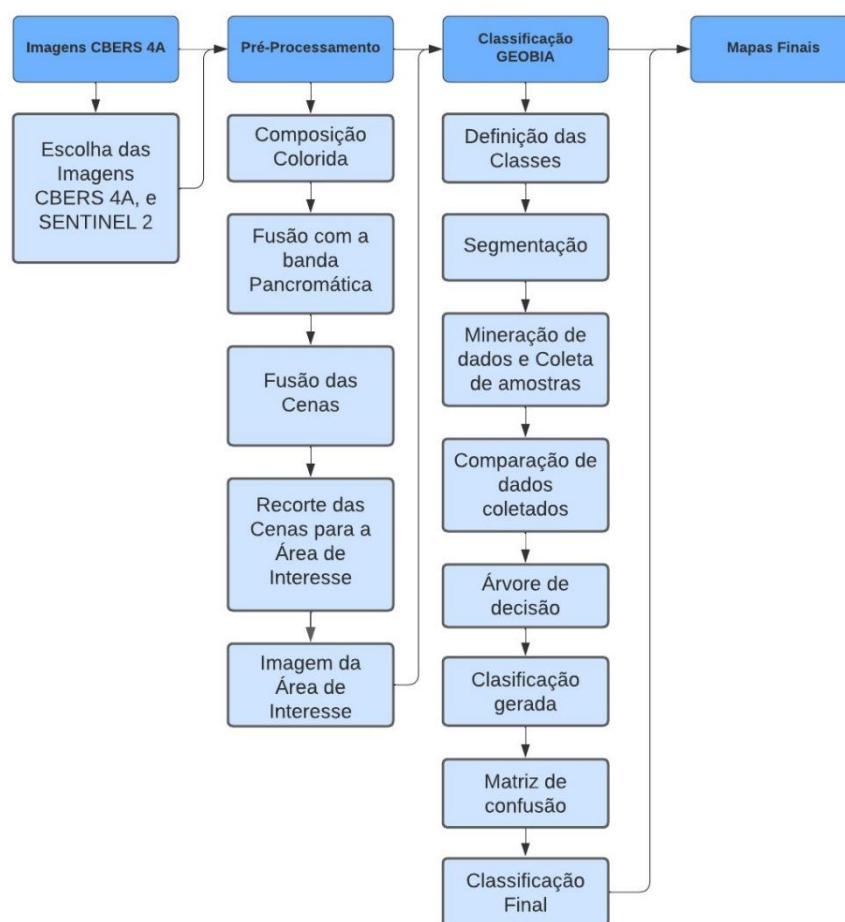 Imagens CBERS 4A
Escolha das
Imagens
CBERS 4A, e
SENTINEL 2
Pré-Processamento
Composição
Colorida
Fusão com a
banda
Pancromática
Fusão das
Cenas
Recorte das
Cenas para a
Área de
Interesse
Imagem da
Área de
Interesse
Classificação
GEOBIA
Definição das
Classes
Segmentação
Mineração de
dados e Coleta
de amostras
Comparação de
dados
coletados
Árvore de
decisão
Clasificação
gerada
Matriz de
confusão
Classificação
Final
Mapas Finais